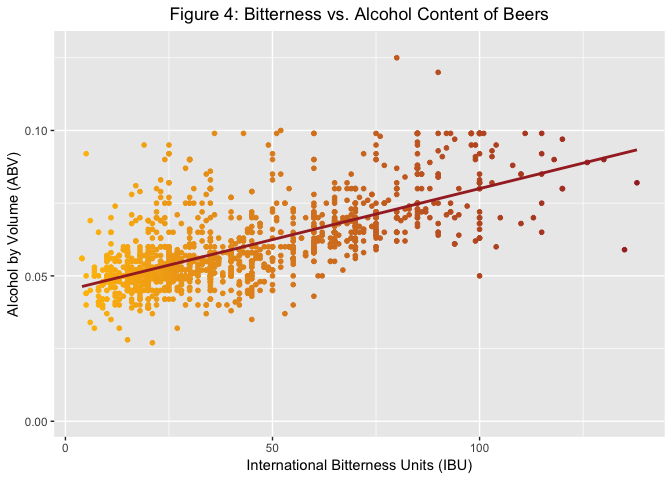 Figure 4: Bitterness vs. Alcohol Content of Beers
Alcohol by Volume (ABV)
0.10
0.05
0.00
0
50
100
International Bitterness Units (IBU)